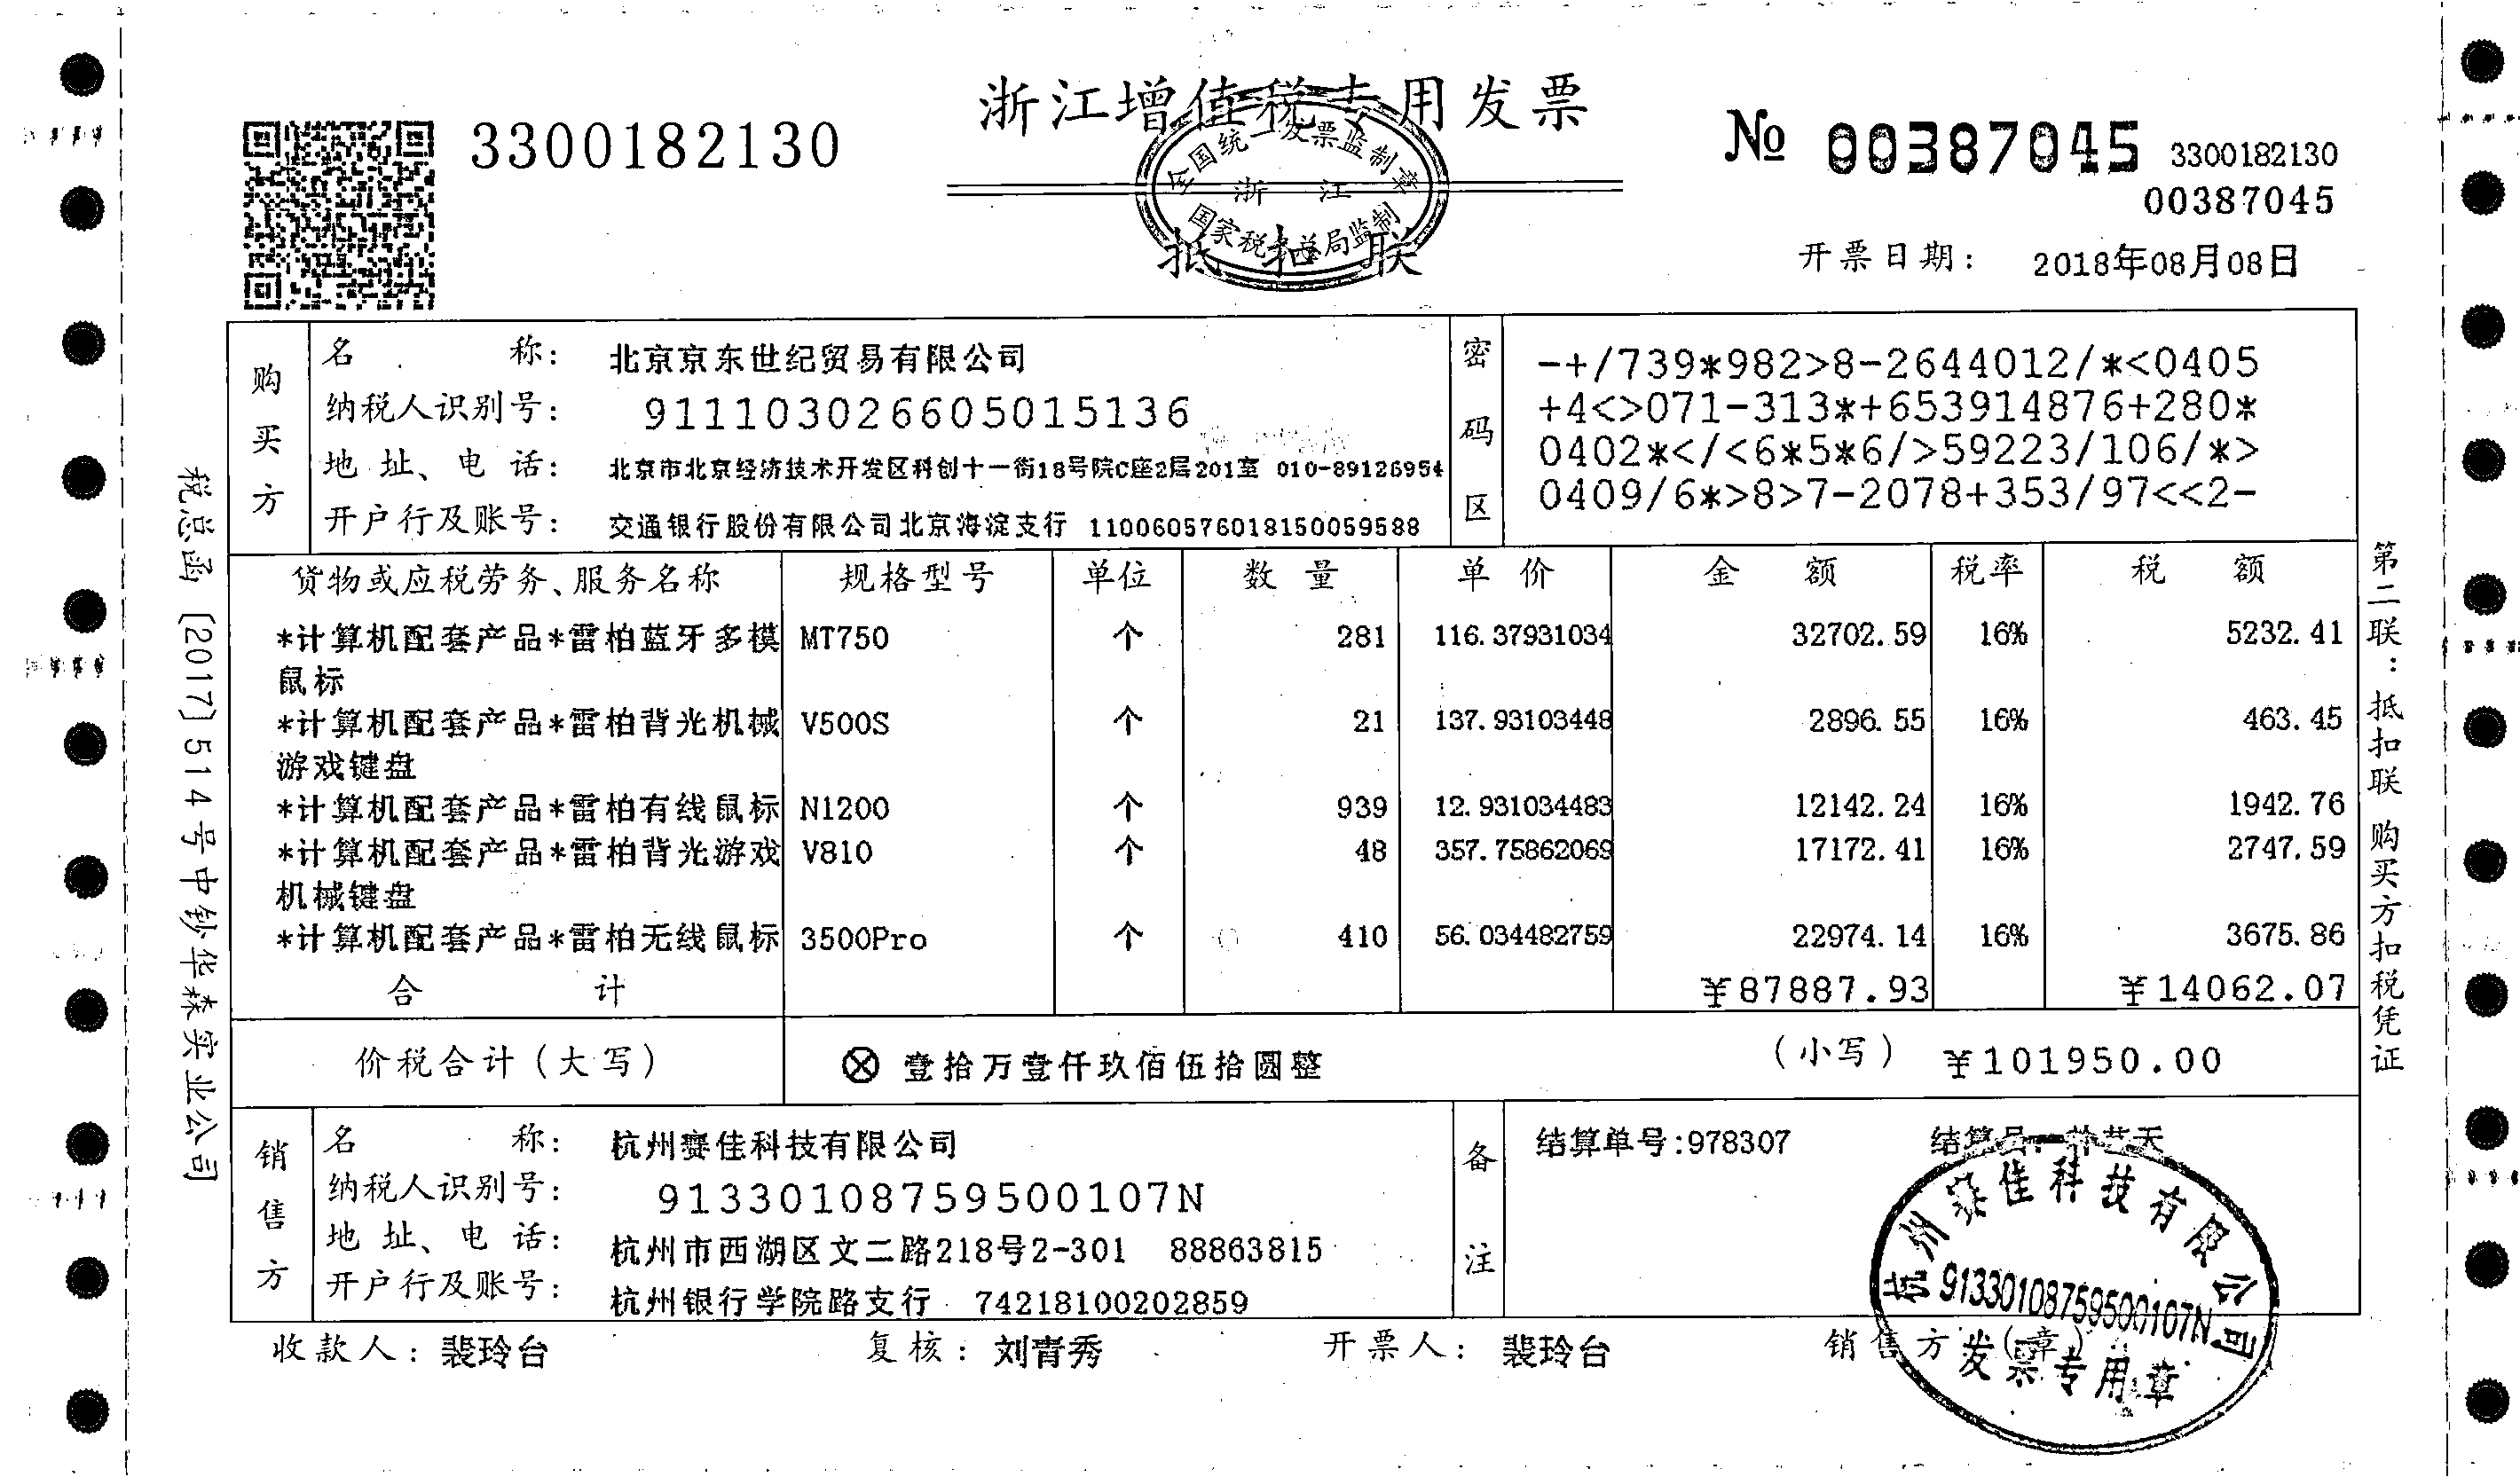 浙江增值税专用发票
3300182130
№ 00387045 3300182130
00387045
全国统一发票监制章
浙 江
国家税务总局监制
抵扣联
开票日期： 2018年08月08日
购买方
名 称： 北京京东世纪贸易有限公司
纳税人识别号： 911103026605015136
地 址、电 话： 北京市北京经济技术开发区科创十一街18号院C座2层201室 010-89126954
开户行及账号： 交通银行股份有限公司北京海淀支行 110060576018150059588
密码区
-+/739*982>8-2644012/*<0405
+4<>071-313*+653914876+280*
0402*</<6*5*6/>59223/106/*>
0409/6*>8>7-2078+353/97<<2-
货物或应税劳务、服务名称 规格型号 单位 数 量 单 价 金 额 税率 税 额
*计算机配套产品*雷柏蓝牙多模 MT750 个 281 116.37931034 32702.59 16% 5232.41
鼠标
*计算机配套产品*雷柏背光机械 V500S 个 21 137.93103448 2896.55 16% 463.45
游戏键盘
*计算机配套产品*雷柏有线鼠标 N1200 个 939 12.931034483 12142.24 16% 1942.76
*计算机配套产品*雷柏背光游戏 V810 个 48 357.75862069 17172.41 16% 2747.59
机械键盘
*计算机配套产品*雷柏无线鼠标 3500Pro 个 410 56.034482759 22974.14 16% 3675.86
合 计 ￥87887.93 ￥14062.07
价税合计（大写） ⊗ 壹拾万壹仟玖佰伍拾圆整 （小写） ￥101950.00
销售方
名 称： 杭州赛佳科技有限公司
纳税人识别号： 91330108759500107N
地 址、电 话： 杭州市西湖区文二路218号2-301 88863815
开户行及账号： 杭州银行学院路支行 74218100202859
备注
结算单号:978307
杭州赛佳科技有限公司
91330108759500107N
发票专用章
收款人：裴玲台 复核：刘青秀 开票人：裴玲台 销售方：（章）
税总函〔2017〕514号中钞华森实业公司
第二联：抵扣联 购买方扣税凭证